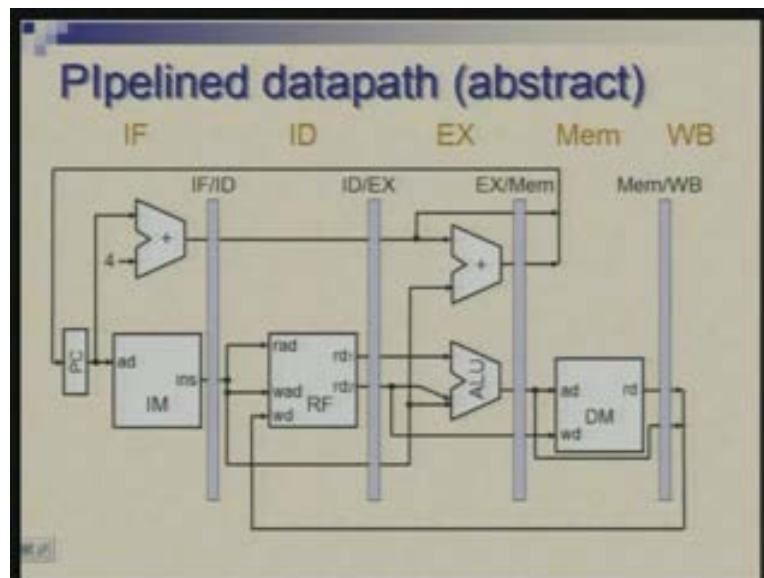 PIpelined datapath (abstract)
IF ID EX Mem WB
IF/ID ID/EX EX/Mem Mem/WB
+
4
+
PC
ad
ins
IM
rad
wad
wd
rd1
rd2
RF
ALU
ad
rd
wd
DM